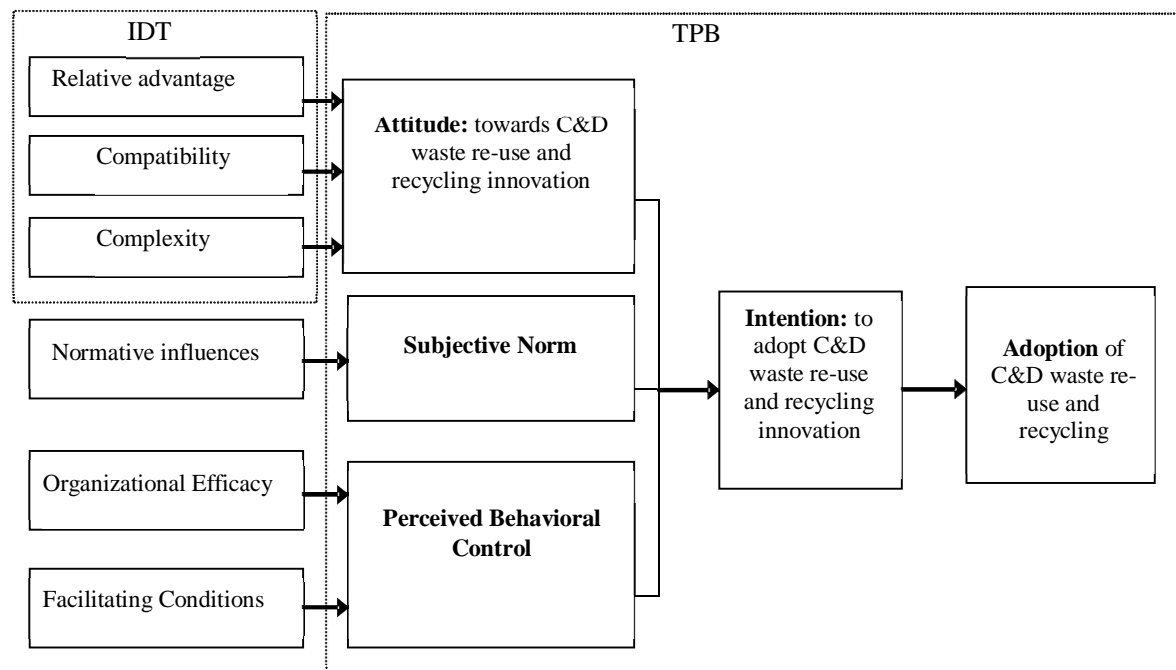 IDT
TPB
Relative advantage
Compatibility
Complexity
Normative influences
Organizational Efficacy
Facilitating Conditions
Attitude: towards C&D
waste re-use and
recycling innovation
Subjective Norm
Perceived Behavioral
Control
Intention: to
adopt C&D
waste re-use
and recycling
innovation
Adoption of
C&D waste re-
use and
recycling